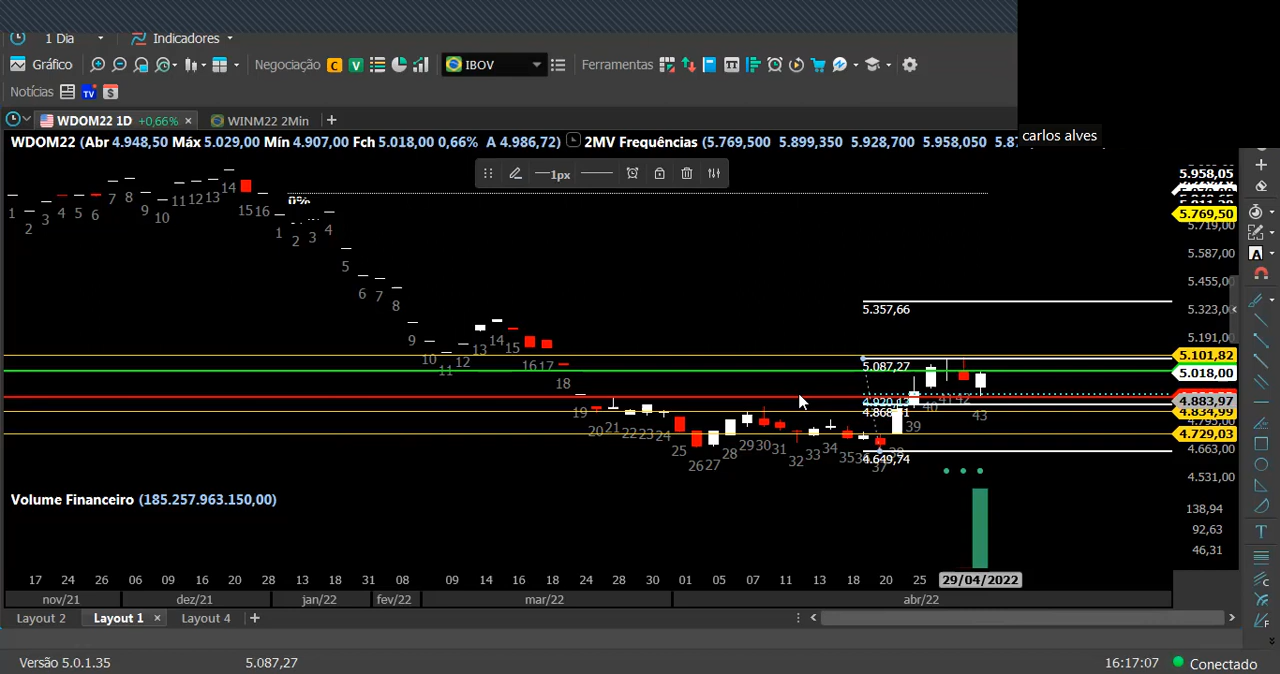 1 Dia Indicadores
Gráfico Negociação C V IBOV Ferramentas
Notícias TV $
WDOM22 1D +0,66% × WINM22 2Min +
WDOM22 (Abr 4.948,50 Máx 5.029,00 Mín 4.907,00 Fch 5.018,00 0,66% A 4.986,72) 2MV Frequências (5.769,500 5.899,350 5.928,700 5.958,050
carlos alves
1px
5.958,05
5.769,50
5.719,00
5.587,00
5.455,00
5.323,00
5.191,00
5.101,82
5.018,00
4.883,97
4.834,99
4.795,00
4.729,03
4.663,00
4.531,00
0%
1 2 3 4 5 6 7 8 9 10 11 12 13 14 15 16
1 2 3 4 5 6 7 8 9 10 11 12 13 14 15 16 17 18 19 20 21 22 23 24 25 26 27 28 29 30 31 32 33 34 35 37 39 40 41 42 43
5.357,66
5.087,27
4.920,13
4.649,74
Volume Financeiro (185.257.963.150,00)
138,94
92,63
46,31
17 24 26 06 09 16 20 28 13 18 31 08 09 14 16 18 24 28 30 01 05 07 11 13 18 20 25 29/04/2022
nov/21 dez/21 jan/22 fev/22 mar/22 abr/22
Layout 2 Layout 1 × Layout 4 +
Versão 5.0.1.35 5.087,27 16:17:07 Conectado